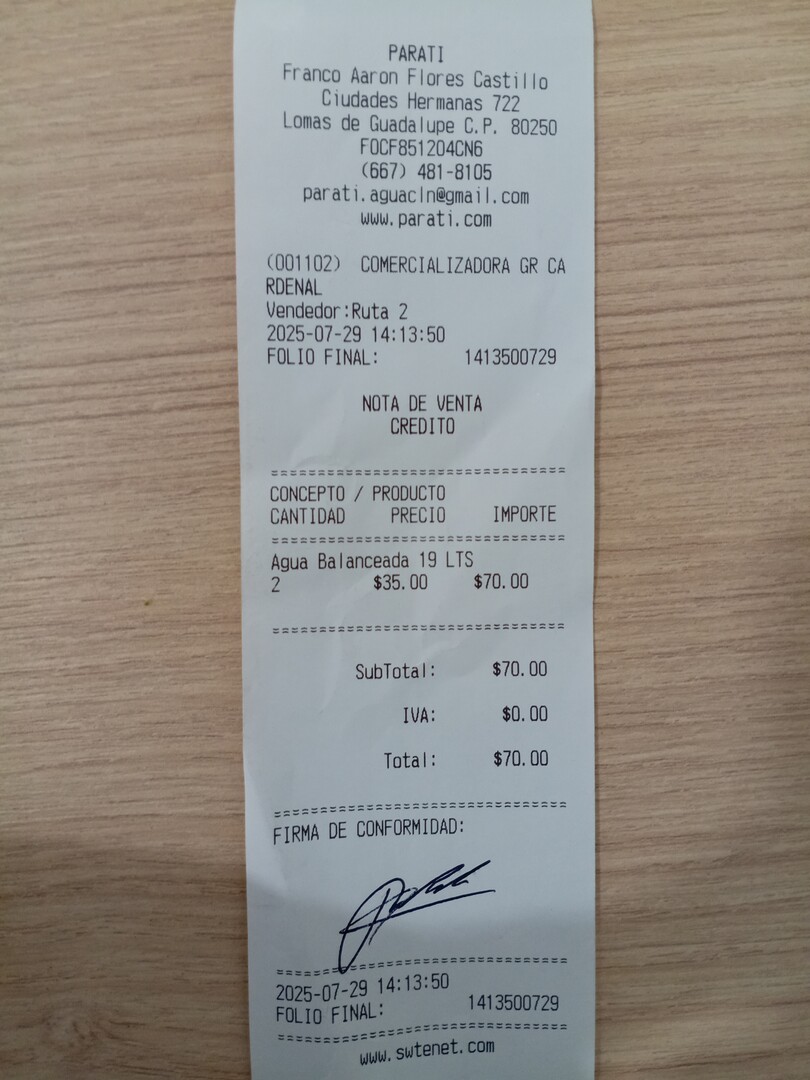 PARATI
Franco Aaron Flores Castillo
Ciudades Hermanas 722
Lomas de Guadalupe C.P. 80250
FOCF851204CN6
(667) 481-8105
parati.aguacln@gmail.com
www.parati.com
(001102) COMERCIALIZADORA GR CA
RDENAL
Vendedor:Ruta 2
2025-07-29 14:13:50
FOLIO FINAL: 1413500729
NOTA DE VENTA
CREDITO
================================
CONCEPTO / PRODUCTO
CANTIDAD PRECIO IMPORTE
================================
Agua Balanceada 19 LTS
2 $35.00 $70.00
================================
SubTotal: $70.00
IVA: $0.00
Total: $70.00
================================
FIRMA DE CONFORMIDAD:
================================
2025-07-29 14:13:50
FOLIO FINAL: 1413500729
================================
www.swtenet.com